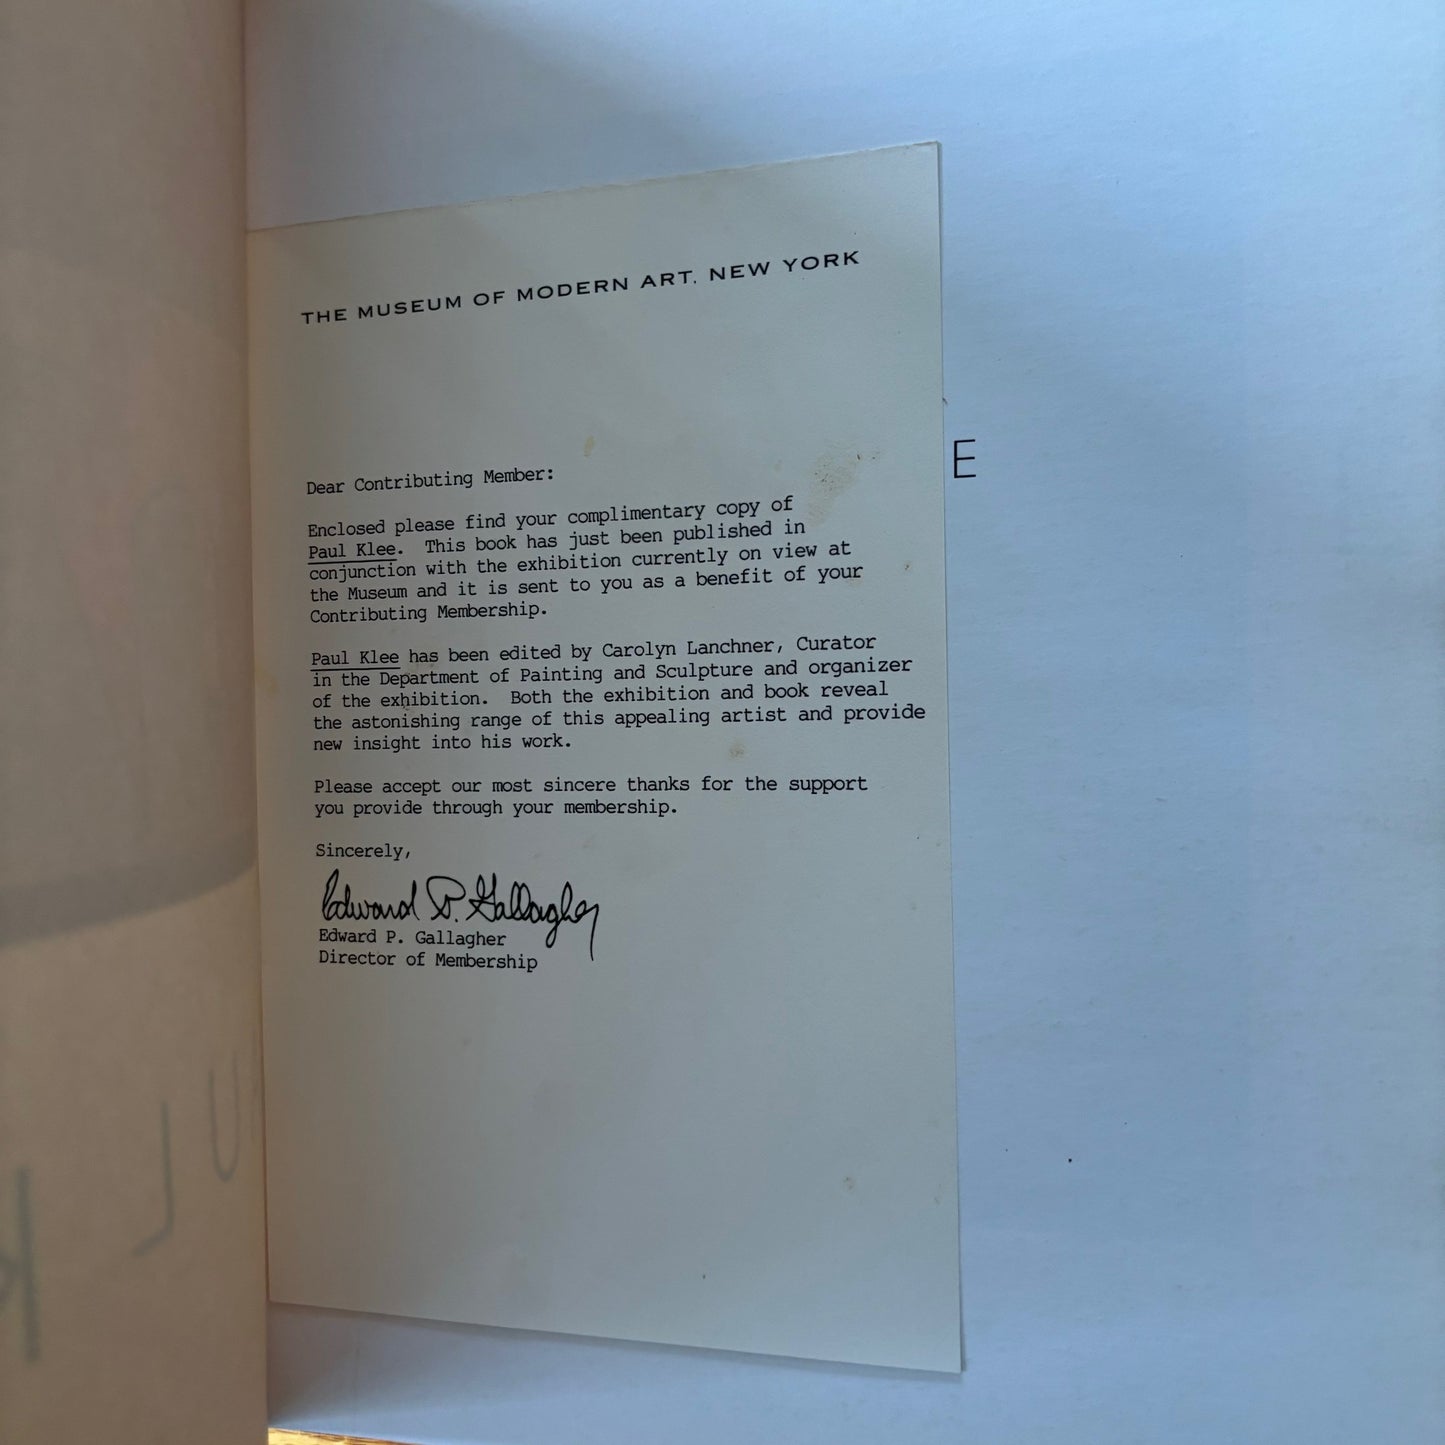 THE MUSEUM OF MODERN ART, NEW YORK
E
Dear Contributing Member:
Enclosed please find your complimentary copy of
Paul Klee. This book has just been published in
conjunction with the exhibition currently on view at
the Museum and it is sent to you as a benefit of your
Contributing Membership.
Paul Klee has been edited by Carolyn Lanchner, Curator
in the Department of Painting and Sculpture and organizer
of the exhibition. Both the exhibition and book reveal
the astonishing range of this appealing artist and provide
new insight into his work.
Please accept our most sincere thanks for the support
you provide through your membership.
Sincerely,
Edward P. Gallagher
Edward P. Gallagher
Director of Membership